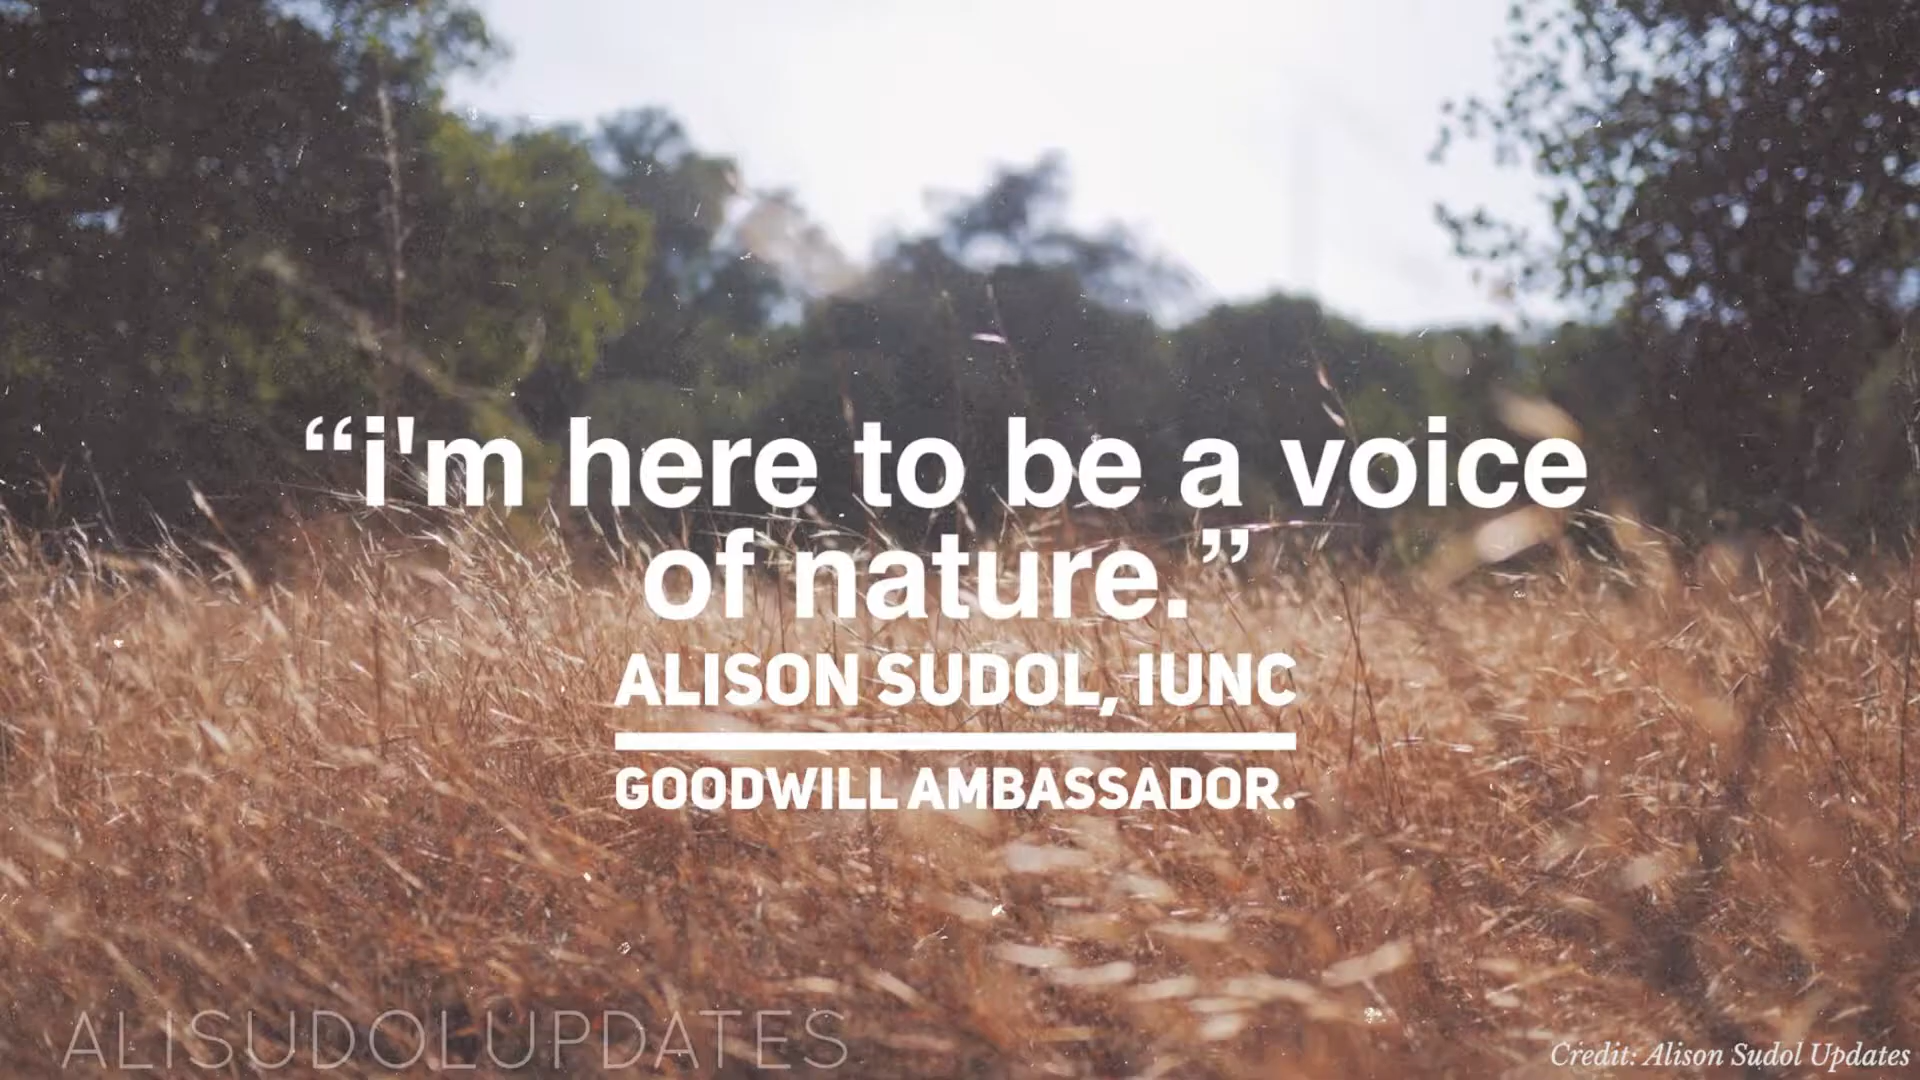 “i'm here to be a voice
of nature.”
ALISON SUDOL, IUNC
GOODWILL AMBASSADOR.
ALISUDOLUPDATES
Credit: Alison Sudol Updates